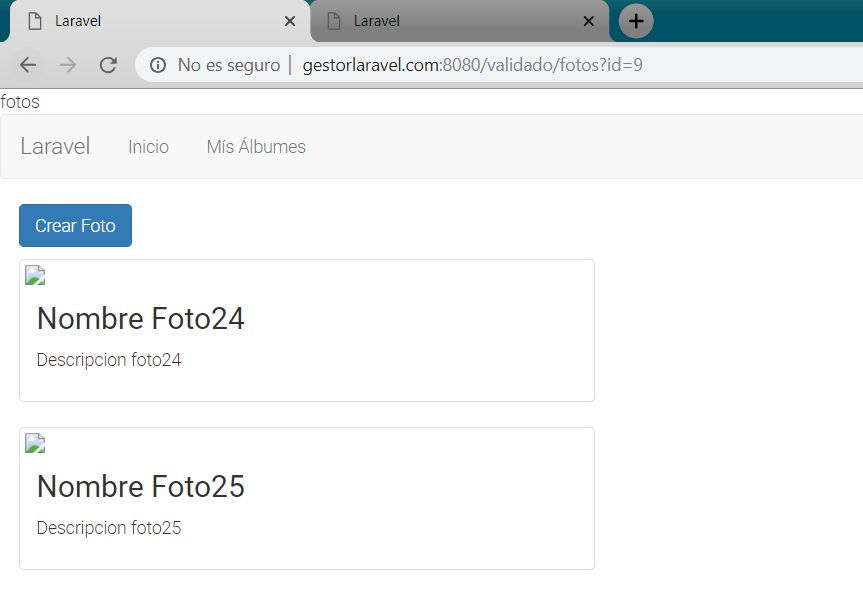 Laravel Laravel
No es seguro | gestorlaravel.com:8080/validado/fotos?id=9
fotos
Laravel Inicio Mís Álbumes
Crear Foto
Nombre Foto24
Descripcion foto24
Nombre Foto25
Descripcion foto25